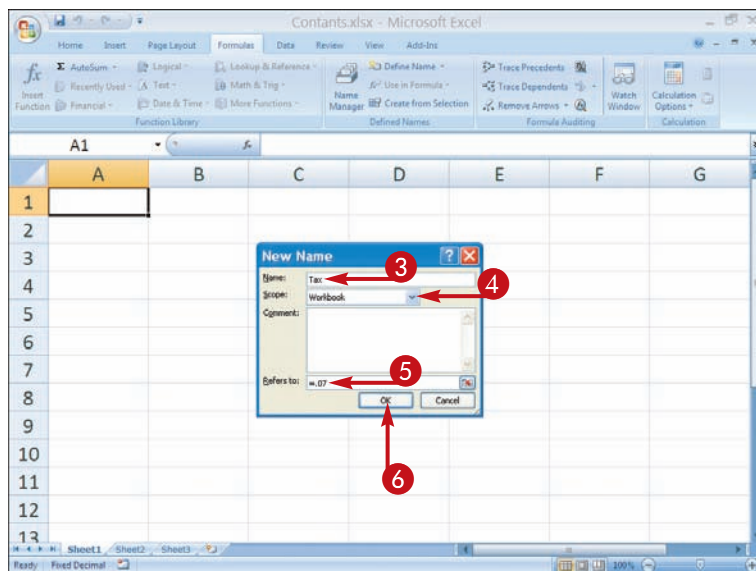 Contants.xlsx - Microsoft Excel
Home Insert Page Layout Formulas Data Review View Add-Ins
fx Σ AutoSum Logical Lookup & Reference Define Name Trace Precedents
Recently Used A Text Math & Trig Use in Formula Trace Dependents
Insert Function Financial Date & Time More Functions Name Manager Create from Selection Remove Arrows Watch Window Calculation Options
Function Library Defined Names Formula Auditing Calculation
A1 fx
A B C D E F G
1
2
3
4
5
6
7
8
9
10
11
12
13
New Name ?
Name: Tax 3
Scope: Workbook 4
Comment:
Refers to: =.07 5
OK Cancel
6
Sheet1 Sheet2 Sheet3
Ready Fixed Decimal 100%